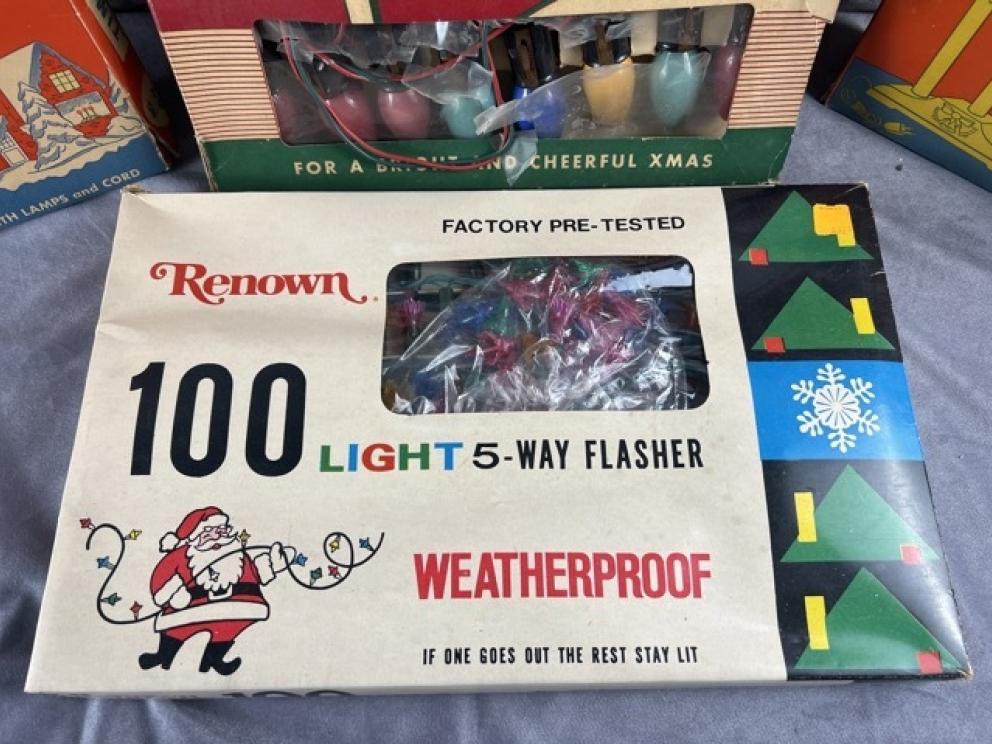 TH LAMPS and CORD
FOR A BRIGHT AND CHEERFUL XMAS
FACTORY PRE-TESTED
Renown
100 LIGHT 5-WAY FLASHER
WEATHERPROOF
IF ONE GOES OUT THE REST STAY LIT